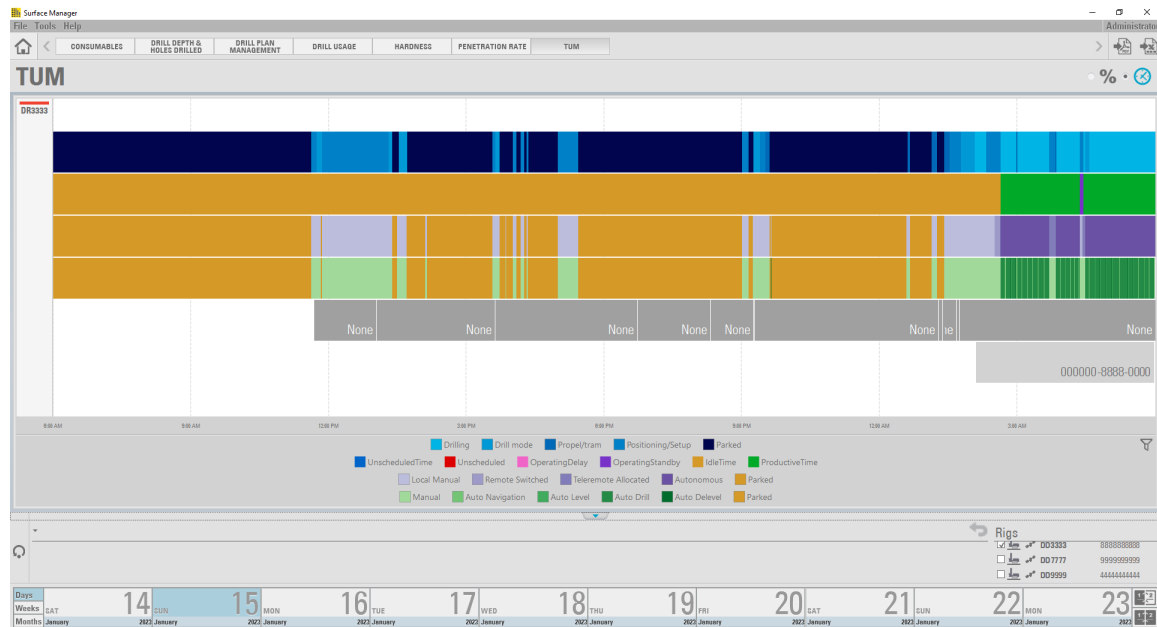 Surface Manager
File Tools Help
Administrator
CONSUMABLES
DRILL DEPTH &
HOLES DRILLED
DRILL PLAN
MANAGEMENT
DRILL USAGE
HARDNESS
PENETRATION RATE
TUM
TUM
%
DR3333
None None None None None None None
000000-8888-0000
6:00 AM 9:00 AM 12:00 PM 3:00 PM 6:00 PM 9:00 PM 12:00 AM 3:00 AM
Drilling Drill mode Propel/tram Positioning/Setup Parked
UnscheduledTime Unscheduled OperatingDelay OperatingStandby IdleTime ProductiveTime
Local Manual Remote Switched Teleremote Allocated Autonomous Parked
Manual Auto Navigation Auto Level Auto Drill Auto Delevel Parked
Rigs
DD3333 8888888888
DD7777 9999999999
DD9999 44444444444
Days
Weeks
Months
SAT 14 SUN 15 MON 16 TUE 17 WED 18 THU 19 FRI 20 SAT 21 SUN 22 MON 23
January 2023 January 2023 January 2023 January 2023 January 2023 January 2023 January 2023 January 2023 January 2023 January 2023